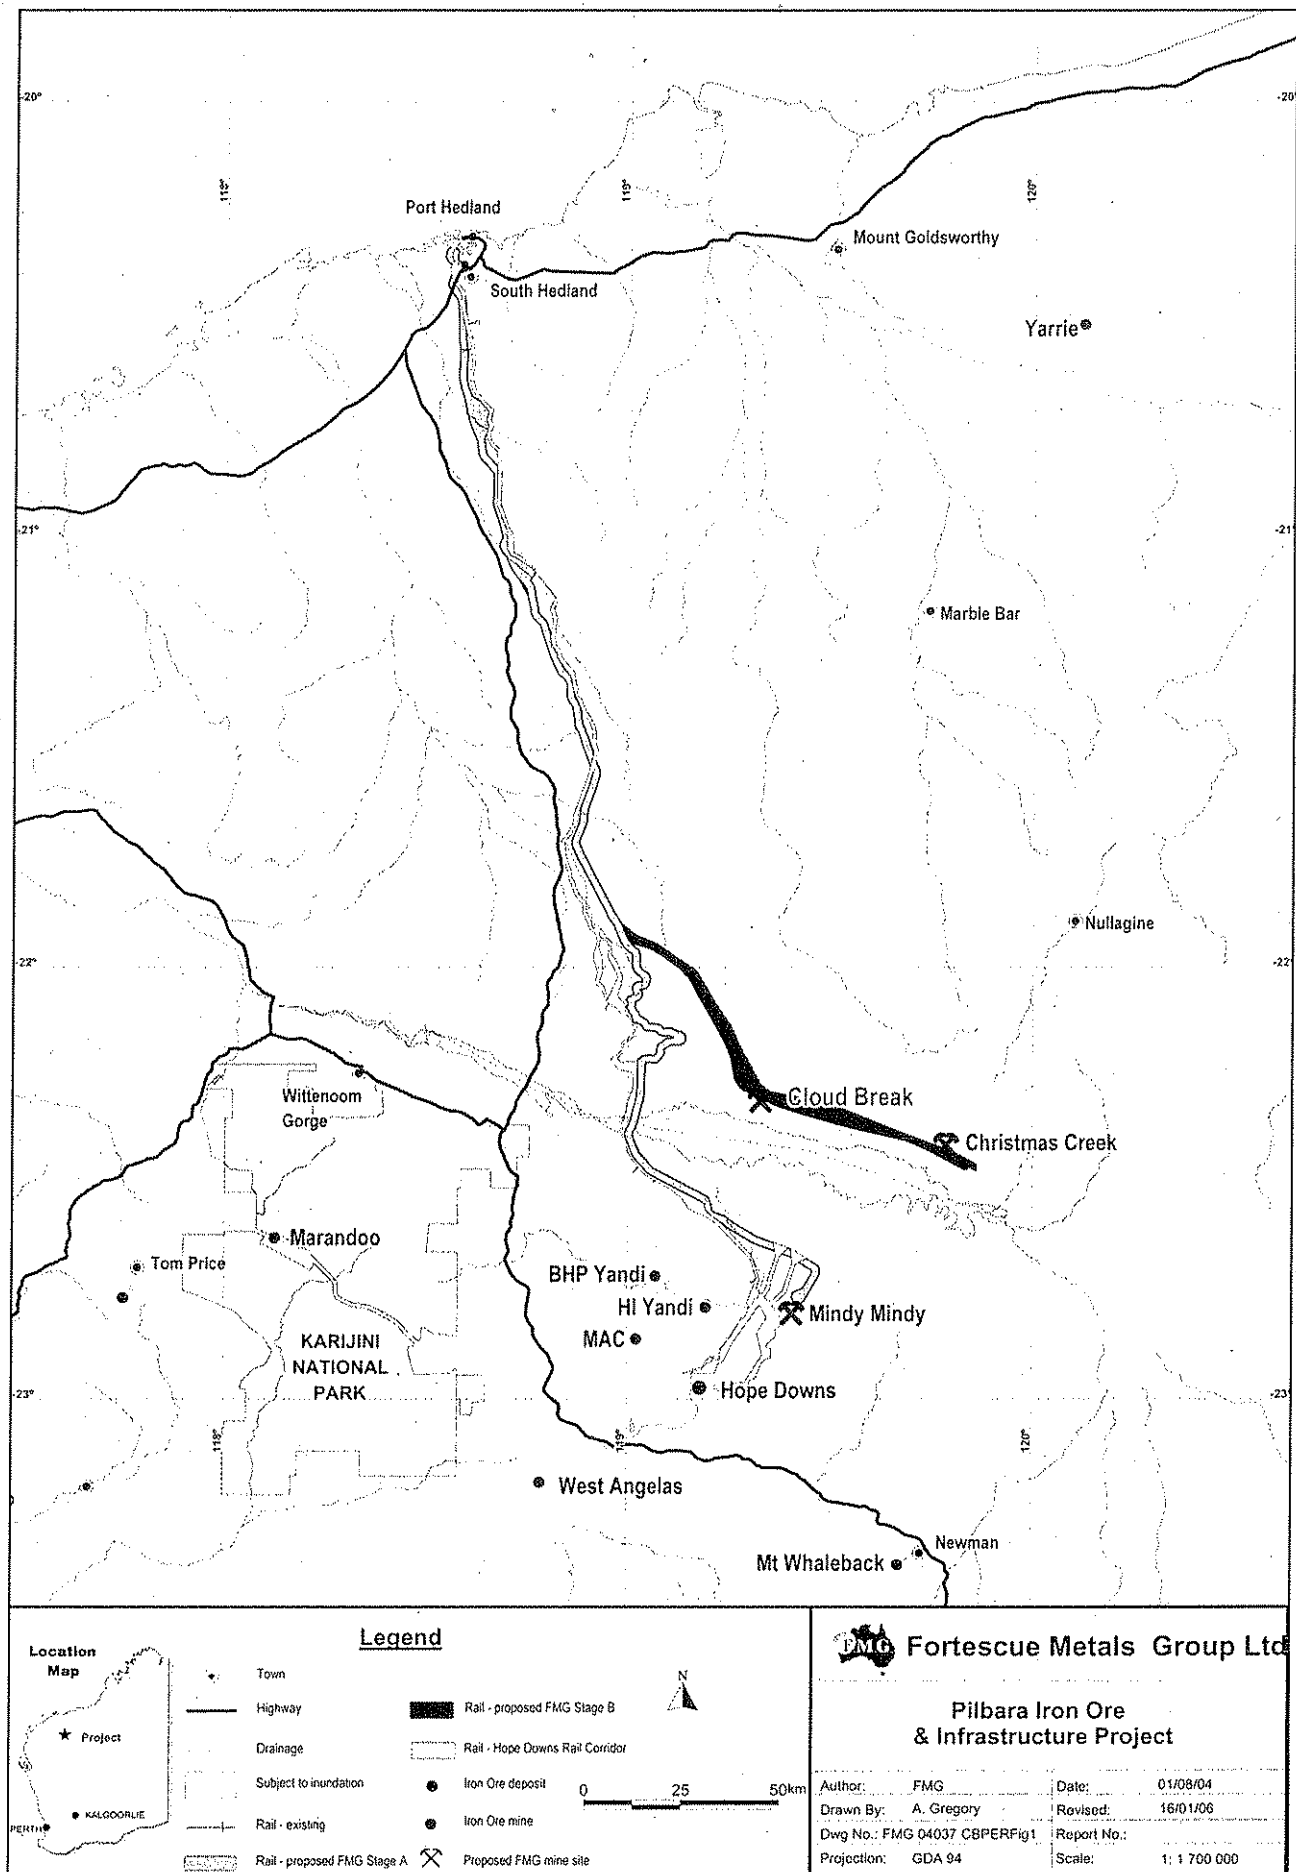 -20°
-20°
118°
119°
120°
Port Hedland
Mount Goldsworthy
South Hedland
Yarrie
-21°
-21°
Marble Bar
Nullagine
-22°
-22°
Cloud Break
Wittenoom
Gorge
Christmas Creek
Marandoo
Tom Price
BHP Yandi
HI Yandi
Mindy Mindy
MAC
KARIJINI
NATIONAL
PARK
Hope Downs
-23°
-23°
118°
119°
120°
West Angelas
Newman
Mt Whaleback
Legend
Location
Map
Project
KALGOORLIE
PERTH
Town
Highway
Drainage
Subject to inundation
Rail - existing
Rail - proposed FMG Stage A
Rail - proposed FMG Stage B
Rail - Hope Downs Rail Corridor
Iron Ore deposit
Iron Ore mine
Proposed FMG mine site
N
0 25 50km
FMG Fortescue Metals Group Ltd
Pilbara Iron Ore
& Infrastructure Project
Author: FMG Date: 01/08/04
Drawn By: A. Gregory Revised: 16/01/06
Dwg No.: FMG 04037 CBPERFig1 Report No.:
Projection: GDA 94 Scale: 1: 1 700 000